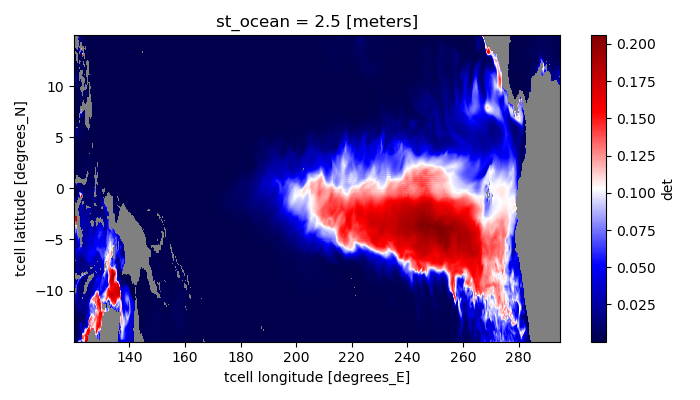 st_ocean = 2.5 [meters]
10
5
0
−5
−10
tcell latitude [degrees_N]
140 160 180 200 220 240 260 280
tcell longitude [degrees_E]
0.200
0.175
0.150
0.125
0.100
0.075
0.050
0.025
det